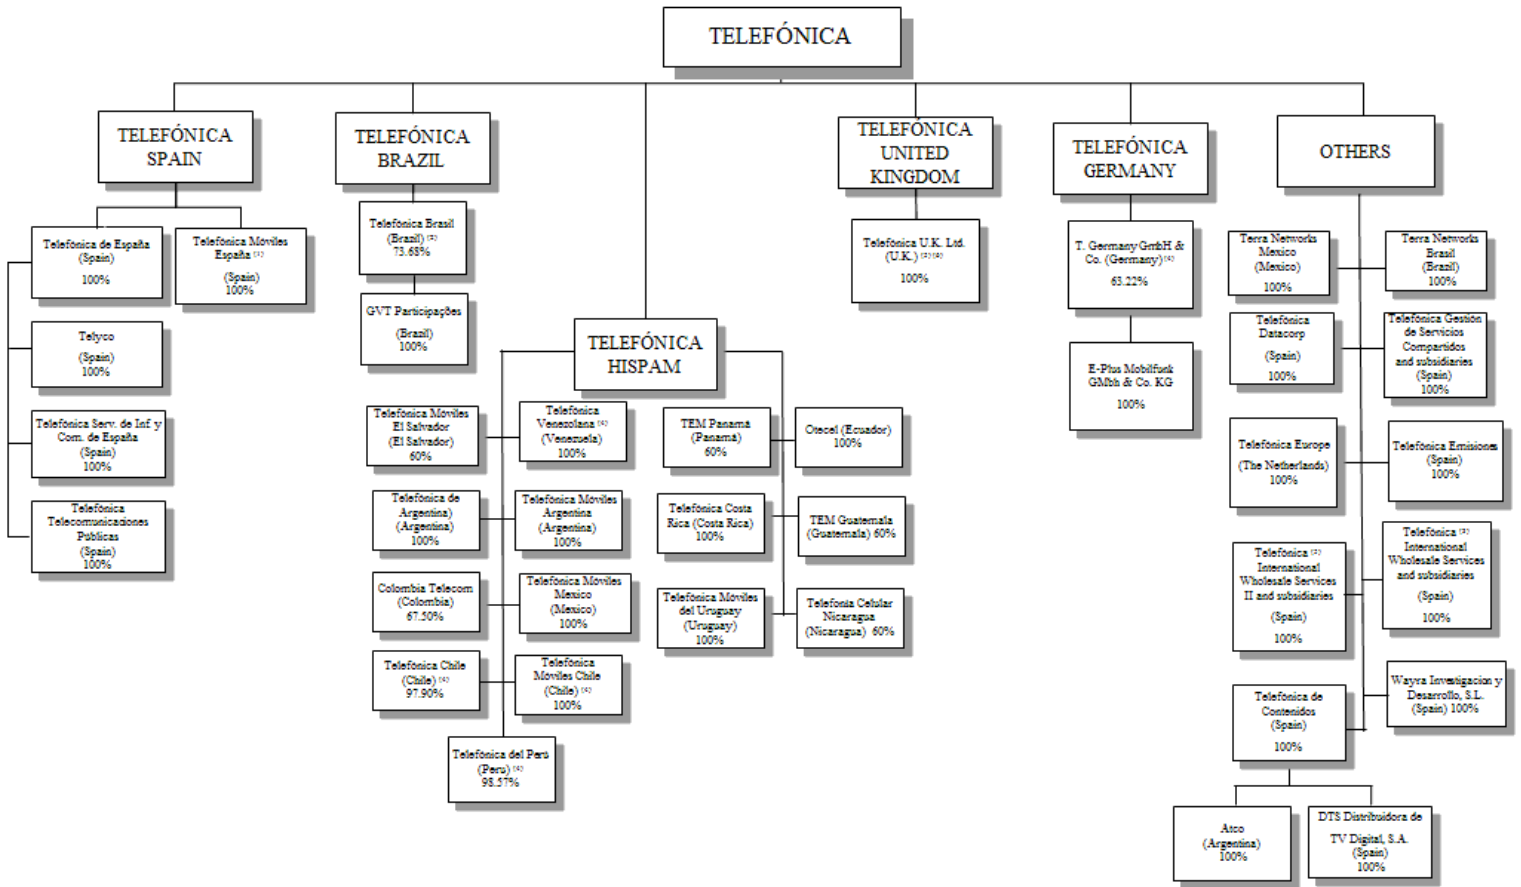 TELEFÓNICA
TELEFÓNICA
SPAIN
Telefónica de España
(Spain)
100%
Telefónica Móviles
España ⁽¹⁾
(Spain)
100%
Telyco
(Spain)
100%
Telefónica Serv. de Inf. y
Com. de España
(Spain)
100%
Telefónica
Telecomunicaciones
Públicas
(Spain)
100%
TELEFÓNICA
BRAZIL
Telefónica Brasil
(Brazil)
73.68%
GVT Participações
(Brazil)
100%
TELEFÓNICA
HISPAM
Telefónica Móviles
El Salvador
(El Salvador)
60%
Telefónica
Venezolana
(Venezuela)
100%
Telefónica de
Argentina)
(Argentina)
100%
Telefónica Móviles
Argentina
(Argentina)
100%
Colombia Telecom
(Colombia)
67.50%
Telefónica Móviles
Mexico
(Mexico)
100%
Telefónica Chile
(Chile)
97.90%
Telefónica
Móviles Chile
(Chile)
100%
Telefónica del Perú
(Perú)
98.57%
TEM Panamá
(Panamá)
60%
Otecel (Ecuador)
100%
Telefónica Costa
Rica (Costa Rica)
100%
TEM Guatemala
(Guatemala) 60%
Telefónica Móviles
del Uruguay
(Uruguay)
100%
Telefonía Celular
Nicaragua
(Nicaragua) 60%
TELEFÓNICA
UNITED
KINGDOM
Telefónica U.K. Ltd.
(U.K.)
100%
TELEFÓNICA
GERMANY
T. Germany GmbH &
Co. (Germany)
63.22%
E-Plus Mobilfunk
GMbh & Co. KG
100%
OTHERS
Terra Networks
Mexico
(Mexico)
100%
Terra Networks
Brasil
(Brazil)
100%
Telefónica
Datacorp
(Spain)
100%
Telefónica Gestión
de Servicios
Compartidos
and subsidiaries
(Spain)
100%
Telefónica Europe
(The Netherlands)
100%
Telefónica Emisiones
(Spain)
100%
Telefónica
International
Wholesale Services
II and subsidiaries
(Spain)
100%
Telefónica
International
Wholesale Services
and subsidiaries
(Spain)
100%
Telefónica de
Contenidos
(Spain)
100%
Wayra Investigacion y
Desarrollo, S.L.
(Spain) 100%
Atco
(Argentina)
100%
DTS Distribuidora de
TV Digital, S.A.
(Spain)
100%